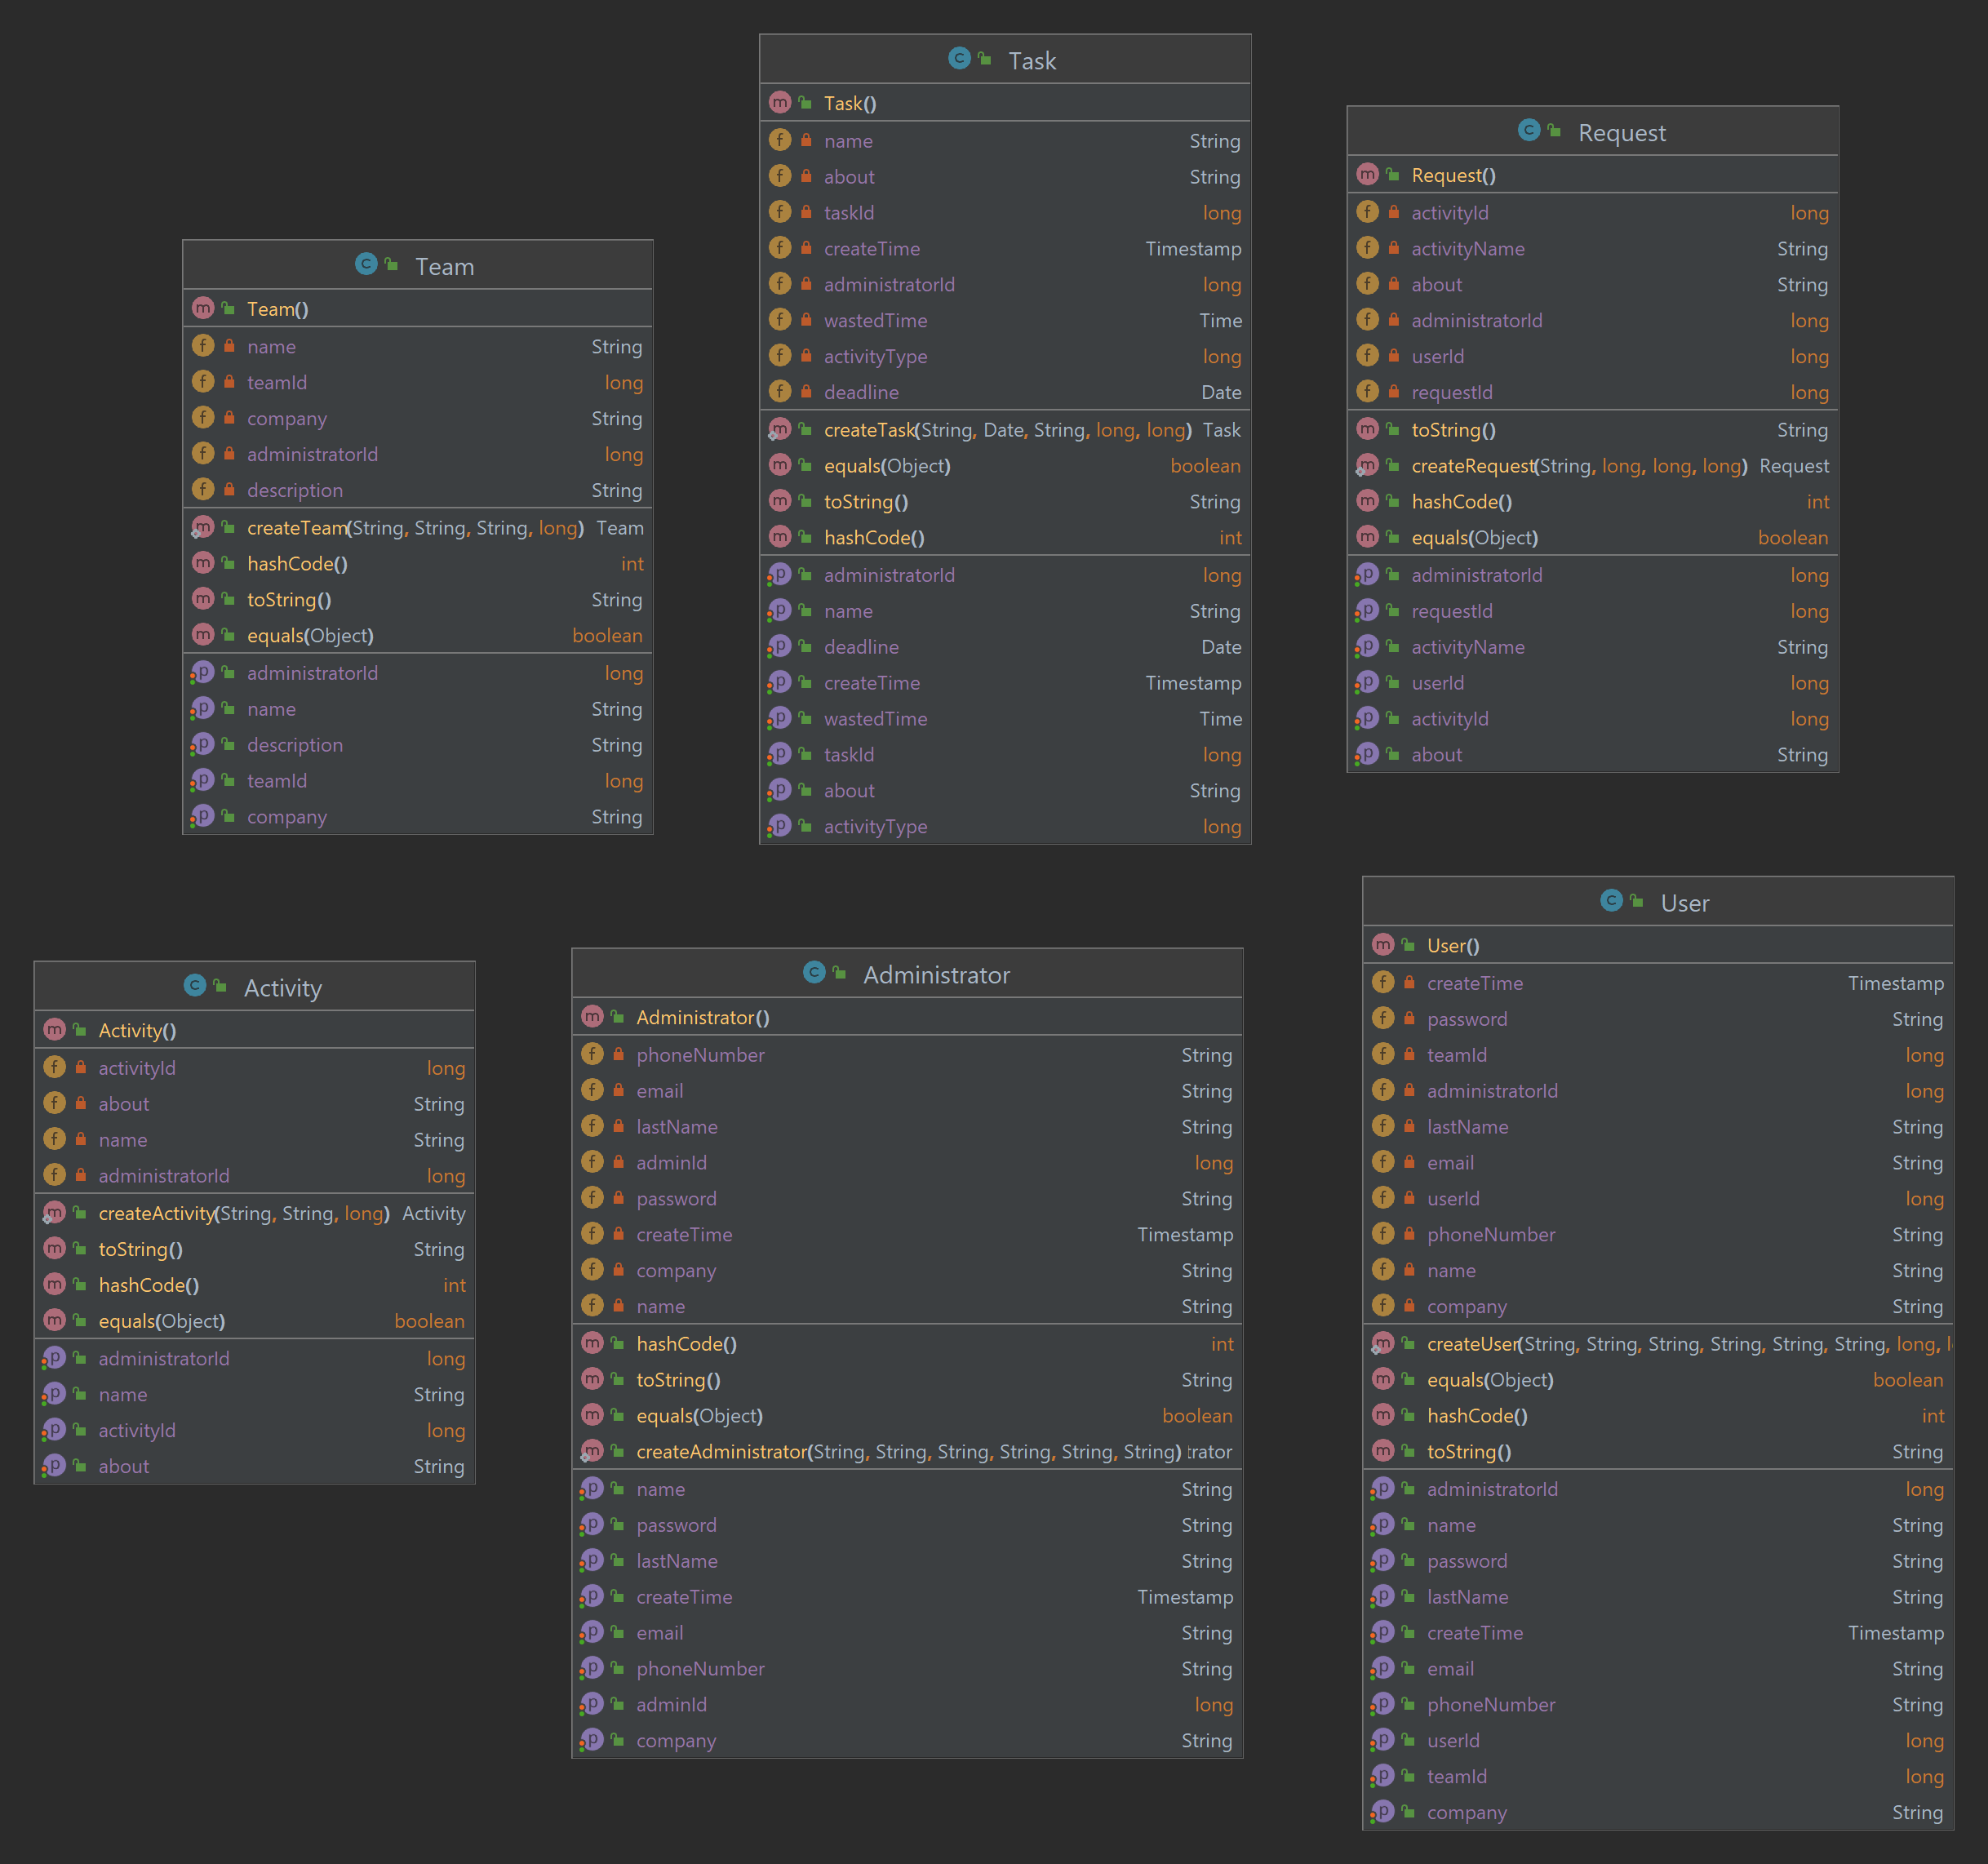 Task
Task()
name String
about String
taskId long
createTime Timestamp
administratorId long
wastedTime Time
activityType long
deadline Date
createTask(String, Date, String, long, long) Task
equals(Object) boolean
toString() String
hashCode() int
administratorId long
name String
deadline Date
createTime Timestamp
wastedTime Time
taskId long
about String
activityType long
Request
Request()
activityId long
activityName String
about String
administratorId long
userId long
requestId long
toString() String
createRequest(String, long, long, long) Request
hashCode() int
equals(Object) boolean
administratorId long
requestId long
activityName String
userId long
activityId long
about String
Team
Team()
name String
teamId long
company String
administratorId long
description String
createTeam(String, String, String, long) Team
hashCode() int
toString() String
equals(Object) boolean
administratorId long
name String
description String
teamId long
company String
Activity
Activity()
activityId long
about String
name String
administratorId long
createActivity(String, String, long) Activity
toString() String
hashCode() int
equals(Object) boolean
administratorId long
name String
activityId long
about String
Administrator
Administrator()
phoneNumber String
email String
lastName String
adminId long
password String
createTime Timestamp
company String
name String
hashCode() int
toString() String
equals(Object) boolean
createAdministrator(String, String, String, String, String, String) trator
name String
password String
lastName String
createTime Timestamp
email String
phoneNumber String
adminId long
company String
User
User()
createTime Timestamp
password String
teamId long
administratorId long
lastName String
email String
userId long
phoneNumber String
name String
company String
createUser(String, String, String, String, String, String, long, l
equals(Object) boolean
hashCode() int
toString() String
administratorId long
name String
password String
lastName String
createTime Timestamp
email String
phoneNumber String
userId long
teamId long
company String